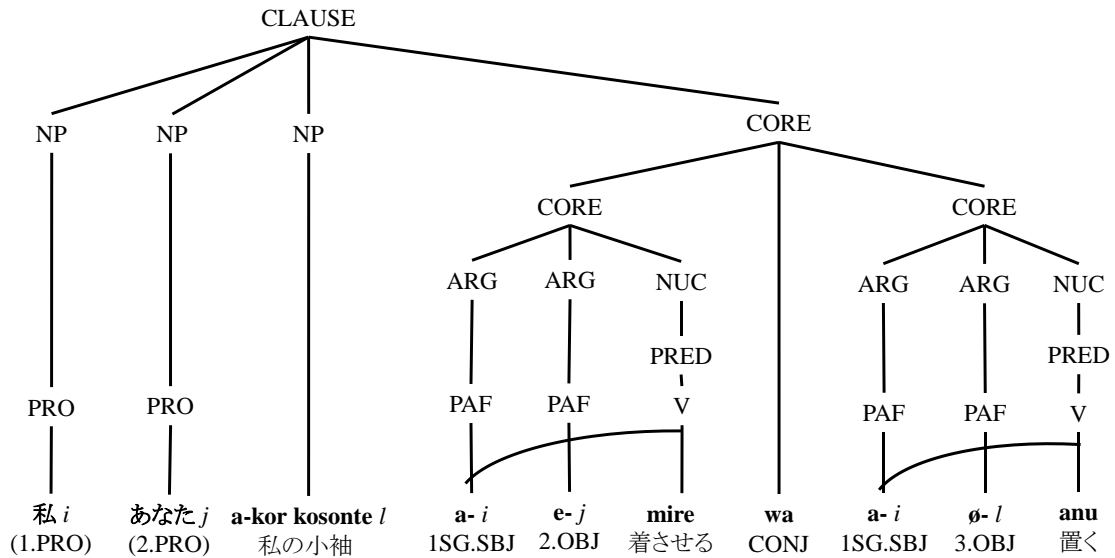 CLAUSE
NP NP NP CORE
CORE CORE
ARG ARG NUC ARG ARG NUC
PRED PRED
PRO PRO PAF PAF V PAF PAF V
私 i あなた j a-kor kosonte l a- i e- j mire wa a- i ø- l anu
(1.PRO) (2.PRO) 私の小袖 1SG.SBJ 2.OBJ 着させる CONJ 1SG.SBJ 3.OBJ 置く